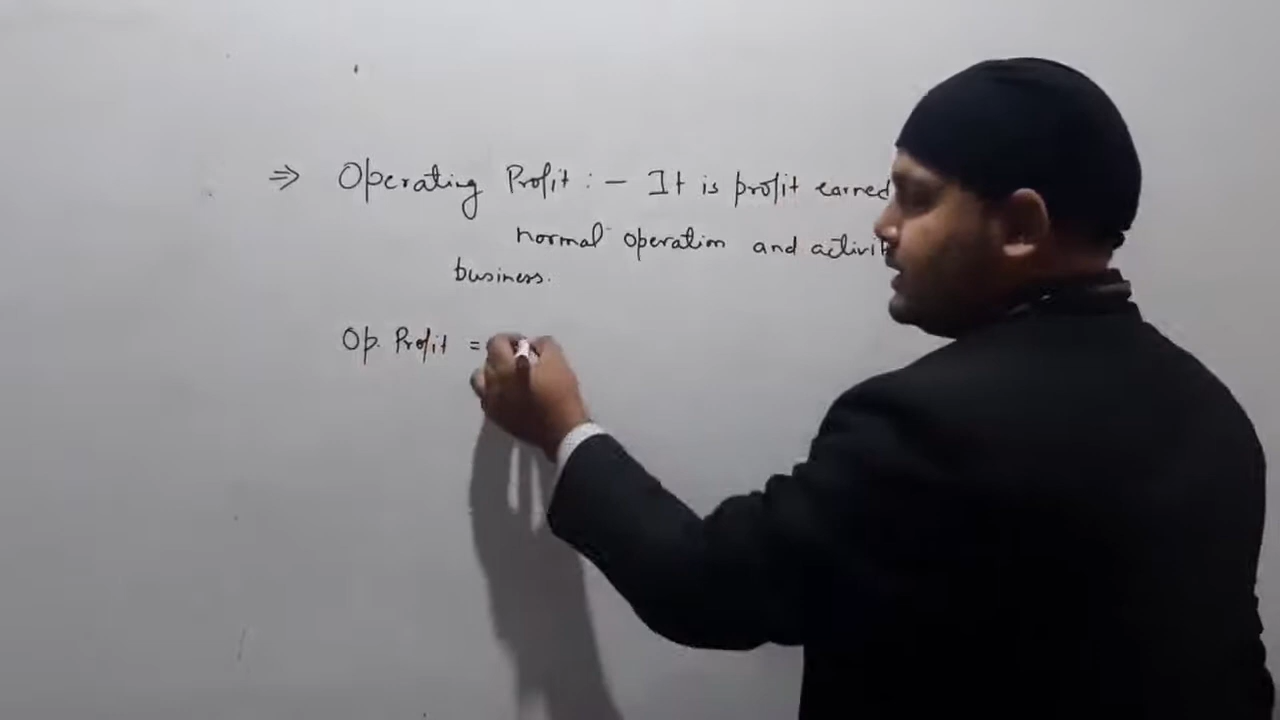 ⇒ Operating Profit :- It is profit earned
normal operation and
business.
Op. Profit =